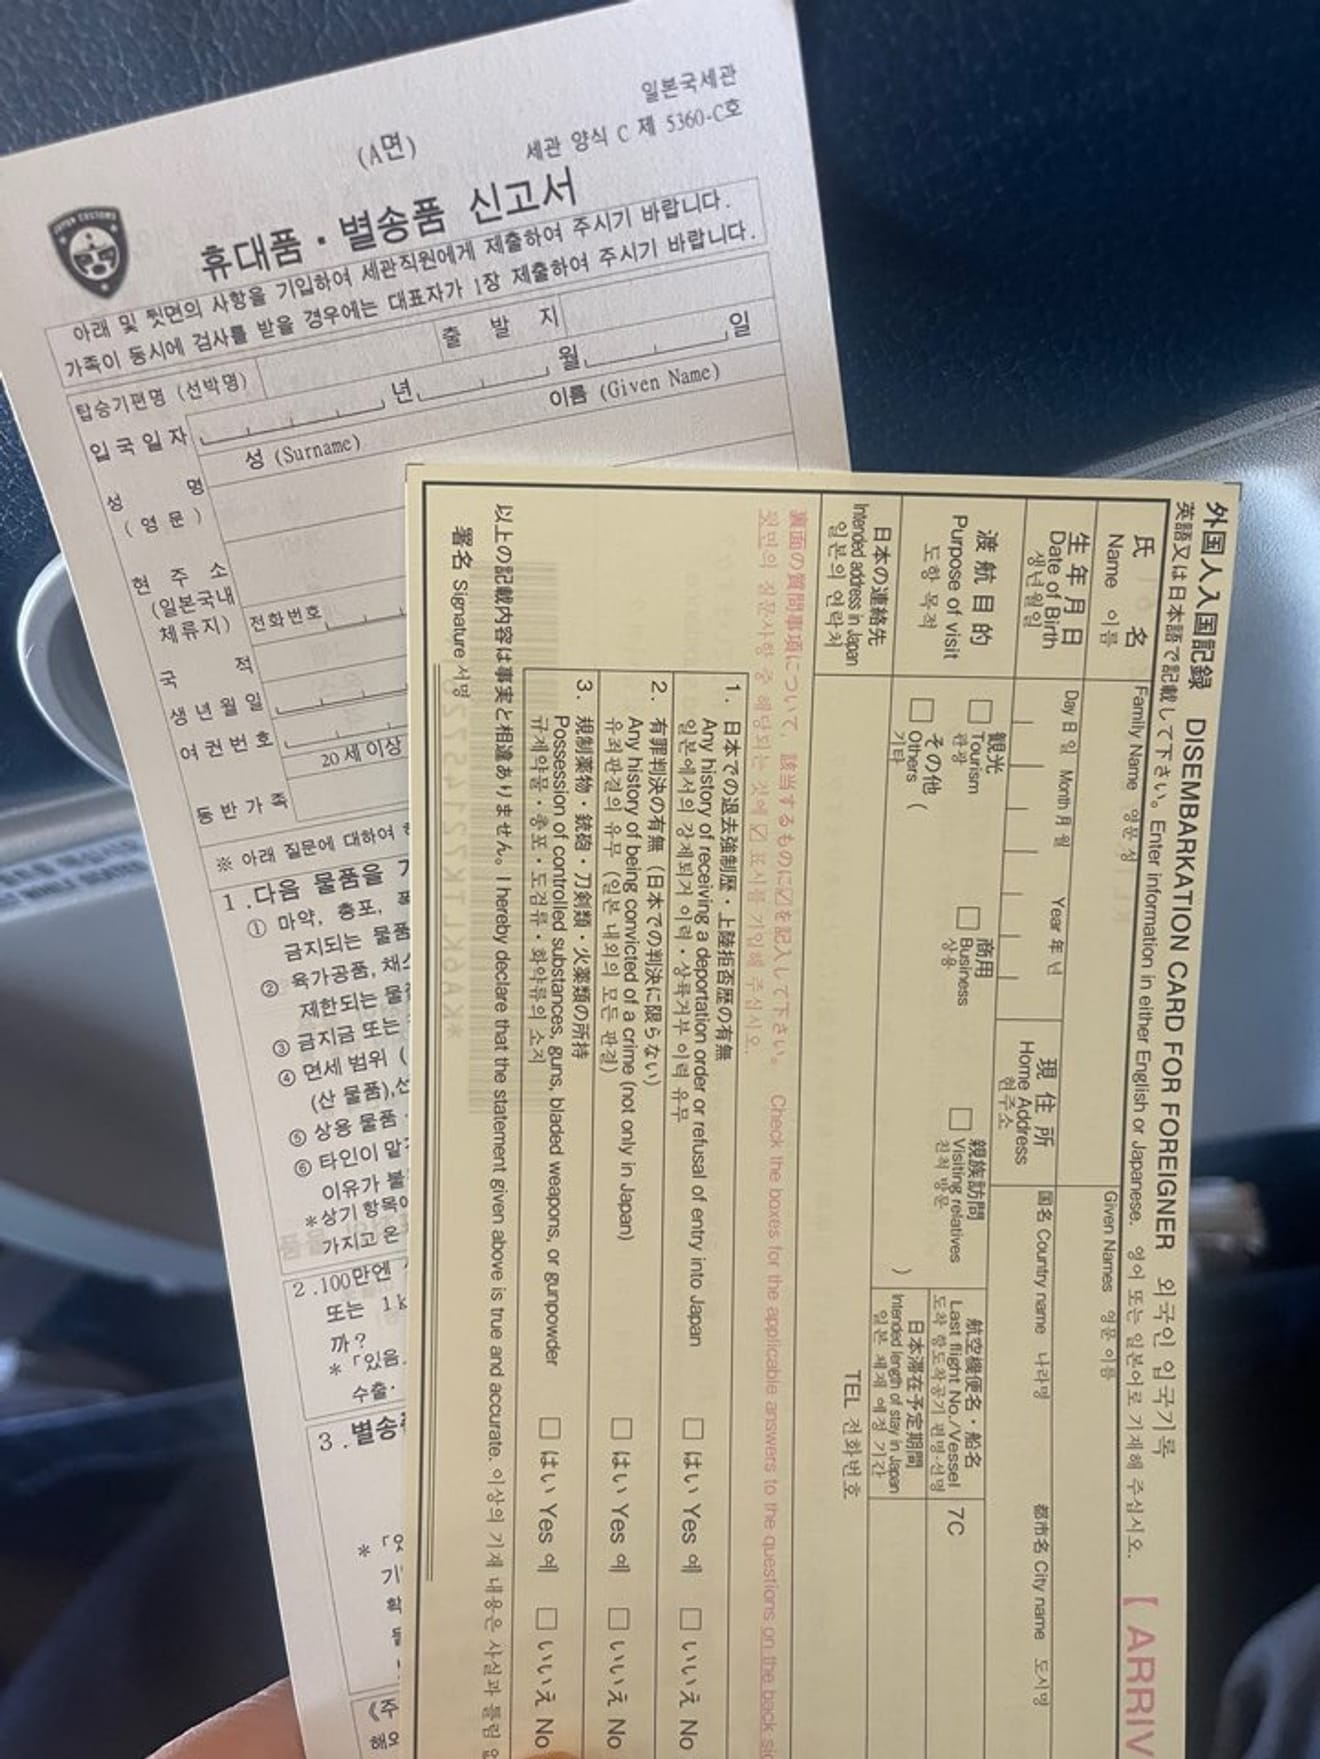 일본국세관
(A면)
세관 양식 C 제 5360-C호
JAPAN CUSTOMS
휴대품·별송품 신고서
아래 및 뒷면의 사항을 기입하여 세관직원에게 제출하여 주시기 바랍니다.
가족이 동시에 검사를 받을 경우에는 대표자가 1장 제출하여 주시기 바랍니다.
탑승기편명 (선박명)
출 발 지
입국일자
년 월 일
성 (Surname)
이름 (Given Name)
성 명
(영문)
현 주 소
(일본국내
체류지)
전화번호
국 적
생년월일
여권번호
20세이상
동반가족
※ 아래 질문에 대하여
1.다음 물품을
① 마약, 총포,
금지되는 물품
② 육가공품, 채소
제한되는 물
③ 금지금 또는
④ 면세 범위 (
(산 물품),
⑤ 상용 물품
⑥ 타인이 맡
이유가
*상기 항목에
가지고 온
2.100만엔
또는 1k
까?
*「있음
수출·
3.별송
*「있
기
확
《주
해외
外国人入国記録 DISEMBARKATION CARD FOR FOREIGNER 외국인 입국기록
英語又は日本語で記載して下さい。Enter information in either English or Japanese. 영어 또는 일본어로 기재해 주십시오.
【ARRIV
氏 名
Name 이름
Family Name 영문 성
Given Names 영문 이름
生年月日
Date of Birth
생년월일
Day 日 일 Month 月 월 Year 年 년
現住所
Home Address
현주소
国名 Country name 나라명
都市名 City name 도시명
渡航目的
Purpose of visit
도항 목적
観光
Tourism
관광
商用
Business
상용
親族訪問
Visiting relatives
친척 방문
その他 (
Others
기타
)
航空機便名・船名
Last flight No./Vessel
도착 항공기 편명·선명
7C
日本滞在予定期間
Intended length of stay in Japan
일본 체재 예정 기간
日本の連絡先
Intended address in Japan
일본의 연락처
TEL 전화번호
裏面の質問事項について、該当するものに☑を記入して下さい。 Check the boxes for the applicable answers to the questions on the back si
뒷면의 질문사항 중 해당되는 것에 ☑ 표시를 기입해 주십시오.
1. 日本での退去強制歴・上陸拒否歴の有無
Any history of receiving a deportation order or refusal of entry into Japan
일본에서의 강제퇴거 이력·상륙거부 이력 유무
□ はい Yes 예 □ いいえ No
2. 有罪判決の有無（日本での判決に限らない）
Any history of being convicted of a crime (not only in Japan)
유죄판결의 유무 (일본 내외의 모든 판결)
□ はい Yes 예 □ いいえ No
3. 規制薬物・銃砲・刀剣類・火薬類の所持
Possession of controlled substances, guns, bladed weapons, or gunpowder
규제약물·총포·도검류·화약류의 소지
□ はい Yes 예 □ いいえ No
以上の記載内容は事実と相違ありません。I hereby declare that the statement given above is true and accurate. 이상의 기재 내용은 사실과 틀림 없
署名 Signature 서명